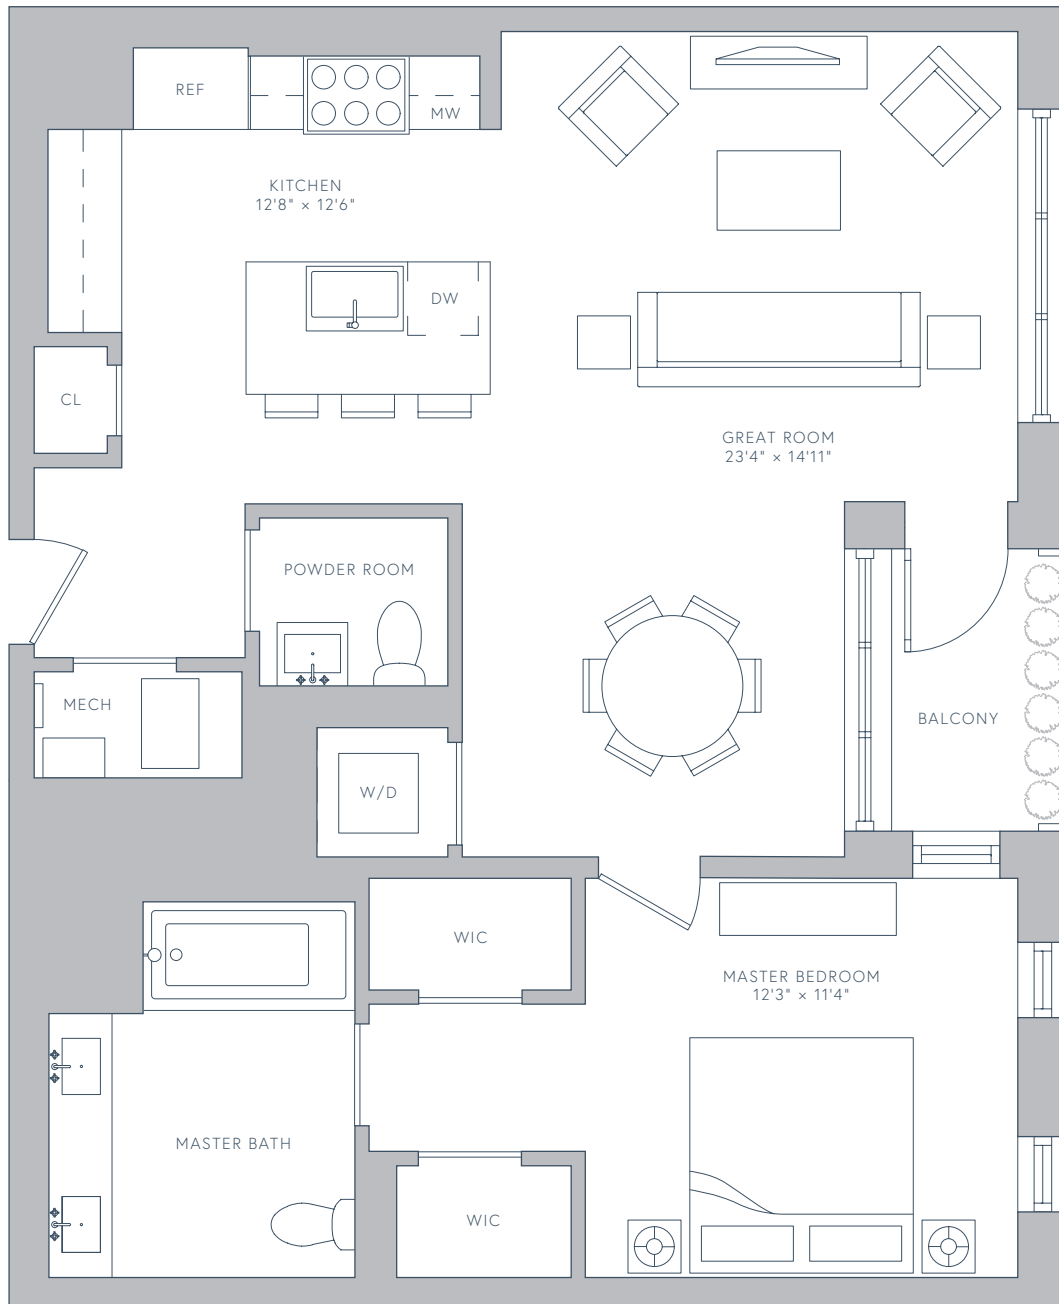 REF
MW
KITCHEN
12'8" × 12'6"
DW
CL
GREAT ROOM
23'4" × 14'11"
POWDER ROOM
MECH
BALCONY
W/D
WIC
MASTER BEDROOM
12'3" × 11'4"
MASTER BATH
WIC